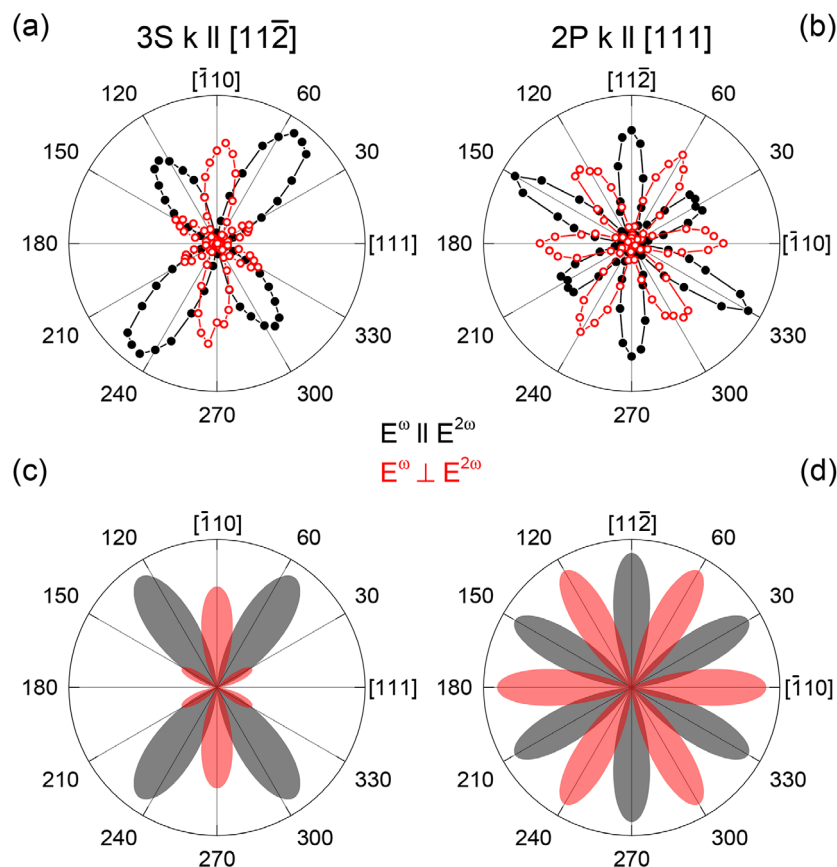 (a) 3S k ll [112̅] 2P k ll [111] (b)
[1̅10] [112̅]
120 60 120 60
150 30 150 30
180 [111] 180 [1̅10]
210 330 210 330
240 300 240 300
270 270
E^ω ll E^2ω
(c) E^ω ⊥ E^2ω (d)
[1̅10] [112̅]
120 60 120 60
150 30 150 30
180 [111] 180 [1̅10]
210 330 210 330
240 300 240 300
270 270